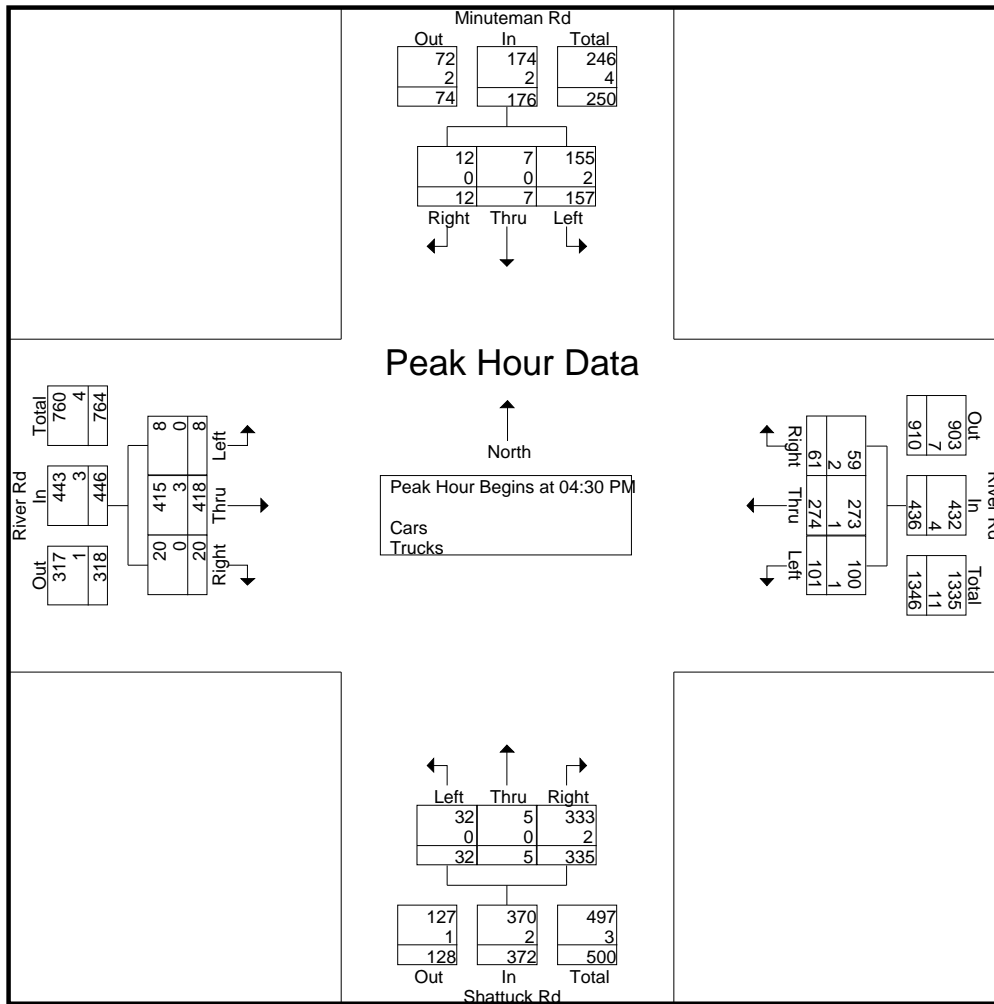 Minuteman Rd
Out In Total
72 174 246
2 2 4
74 176 250
12 7 155
0 0 2
12 7 157
Right Thru Left
Peak Hour Data
North
Peak Hour Begins at 04:30 PM
Cars
Trucks
River Rd
Out In Total
317 443 760
1 3 4
318 446 764
8 415 20
0 3 0
8 418 20
Left Thru Right
River Rd
Out In Total
903 432 1335
7 4 11
910 436 1346
59 273 100
2 1 1
61 274 101
Right Thru Left
Left Thru Right
32 5 333
0 0 2
32 5 335
127 370 497
1 2 3
128 372 500
Out In Total
Shattuck Rd